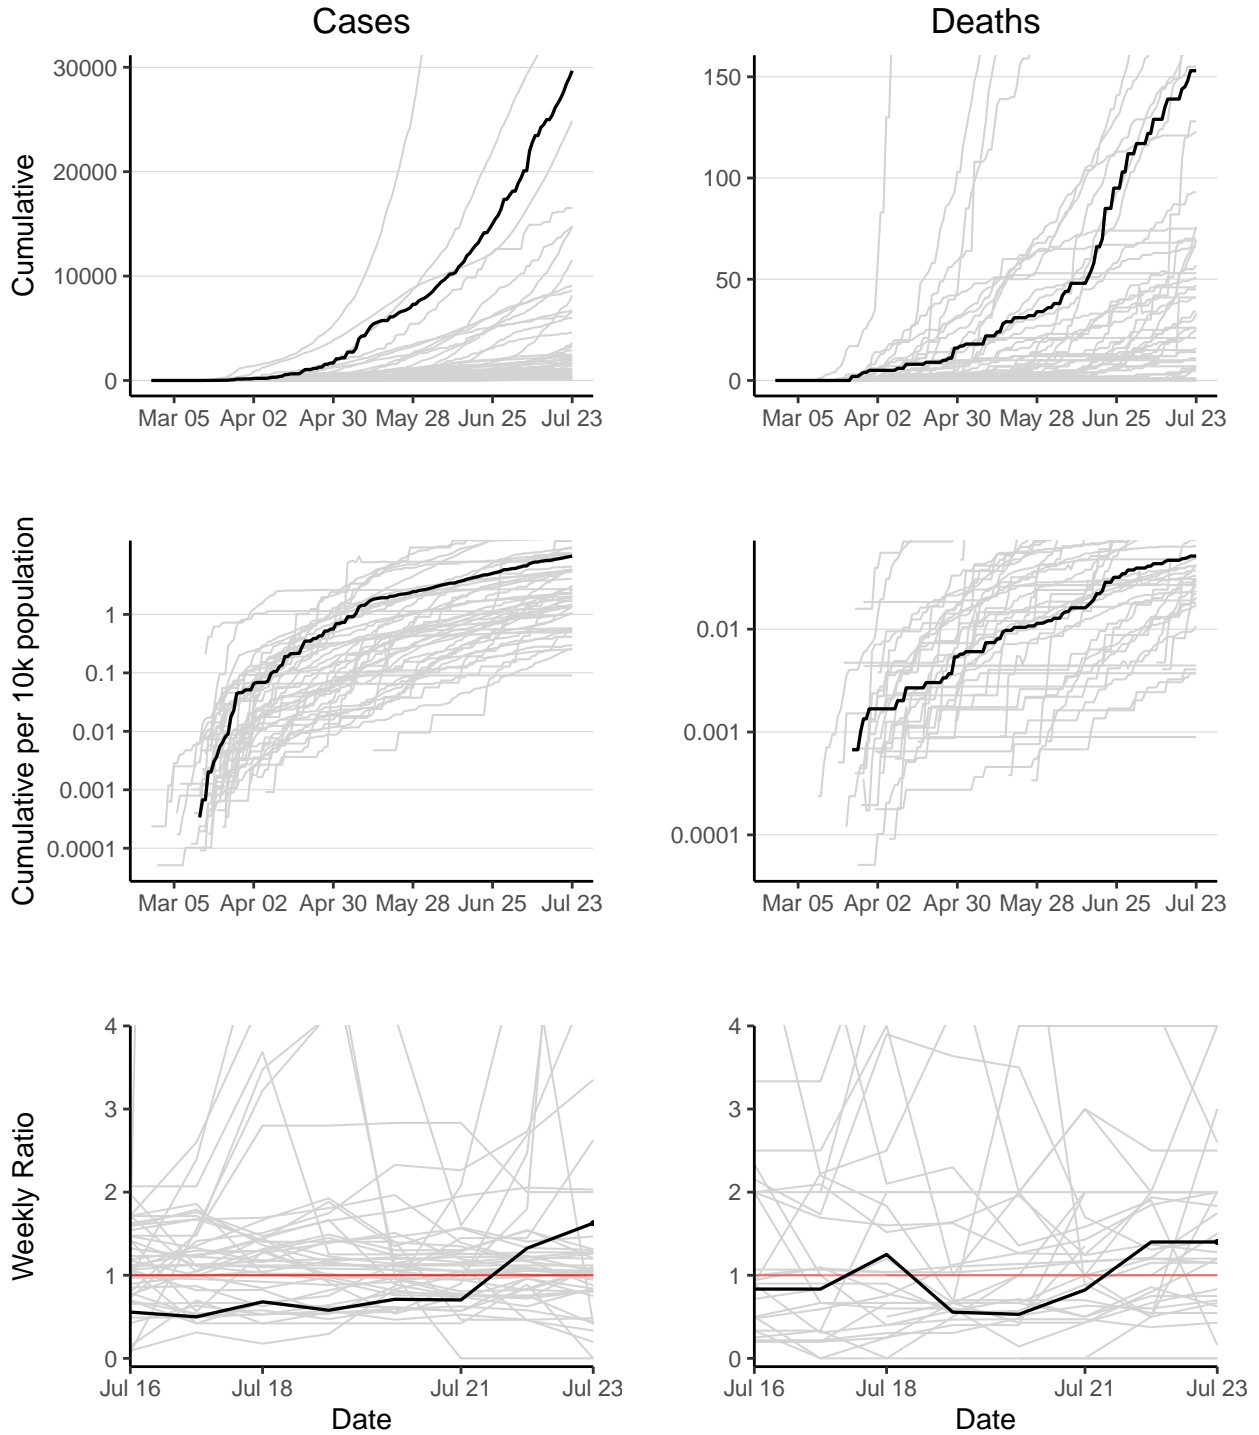 Cases
Deaths
Cumulative
30000
20000
10000
0
Mar 05 Apr 02 Apr 30 May 28 Jun 25 Jul 23
150
100
50
0
Mar 05 Apr 02 Apr 30 May 28 Jun 25 Jul 23
Cumulative per 10k population
1
0.1
0.01
0.001
0.0001
Mar 05 Apr 02 Apr 30 May 28 Jun 25 Jul 23
0.01
0.001
0.0001
Mar 05 Apr 02 Apr 30 May 28 Jun 25 Jul 23
Weekly Ratio
4
3
2
1
0
Jul 16 Jul 18 Jul 21 Jul 23
Date
4
3
2
1
0
Jul 16 Jul 18 Jul 21 Jul 23
Date